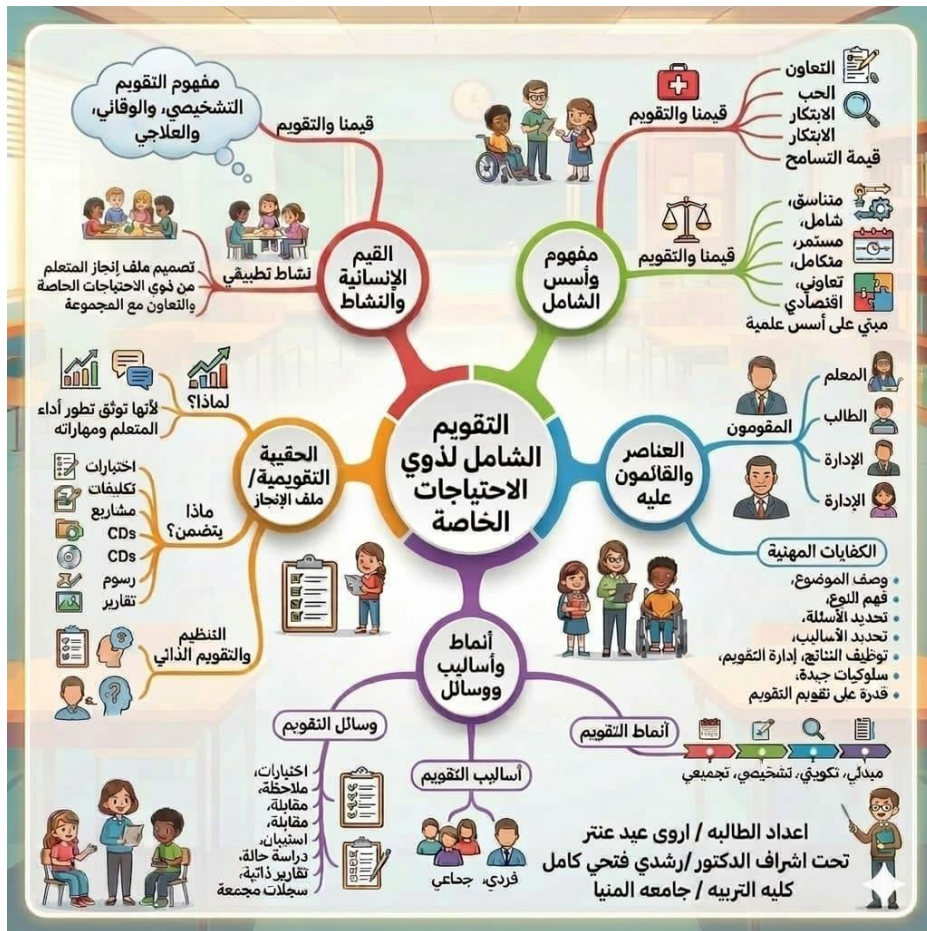 مفهوم التقويم
التشخيصي، والوقائي،
والعلاجي
قيمنا والتقويم
نشاط تطبيقي
تصميم ملف إنجاز المتعلم
من ذوي الاحتياجات الخاصة
والتعاون مع المجموعة
القيم
الإنسانية
والنشاط
التعاون
الحب
الابتكار
الابتكار
قيمة التسامح
قيمنا والتقويم
متناسق،
شامل،
مستمر،
متكامل،
تعاوني،
اقتصادي
مبني على أسس علمية
قيمنا والتقويم
مفهوم
وأسس
الشامل
التقويم
الشامل لذوي
الاحتياجات
الخاصة
العناصر
والقائمون
عليه
المقومون
المعلم
الطالب
الإدارة
الإدارة
الكفايات المهنية
وصف الموضوع،
فهم النوع،
تحديد الأسئلة،
تحديد الأساليب،
توظيف النتائج، إدارة التقويم،
سلوكيات جيدة،
قدرة على تقويم التقويم
الحقيبة
التقويمية/
ملف الإنجاز
لماذا؟
لأنها توثق تطور أداء
المتعلم ومهاراته
ماذا
يتضمن؟
اختبارات
تكليفات
مشاريع
CDs
CDs
رسوم
تقارير
التنظيم
والتقويم الذاتي
أنماط
وأساليب
ووسائل
أنماط التقويم
مبدئي، تكويني، تشخيصي، تجميعي
أساليب التقويم
فردي، جماعي
وسائل التقويم
اختبارات،
ملاحظة،
مقابلة،
مقابلة،
استبيان،
دراسة حالة،
تقارير ذاتية،
سجلات مجمعة
اعداد الطالبه / اروى عيد عنتر
تحت اشراف الدكتور /رشدي فتحي كامل
كليه التربيه / جامعه المنيا